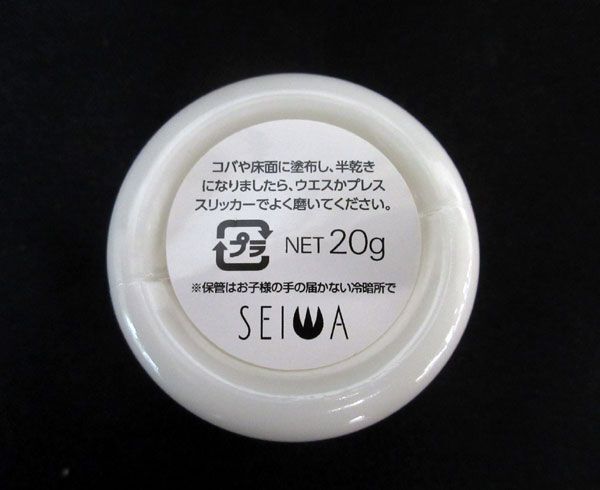 コバや床面に塗布し、半乾き
になりましたら、ウエスかプレス
スリッカーでよく磨いてください。
プラ NET 20g
※保管はお子様の手の届かない冷暗所で
SEIWA